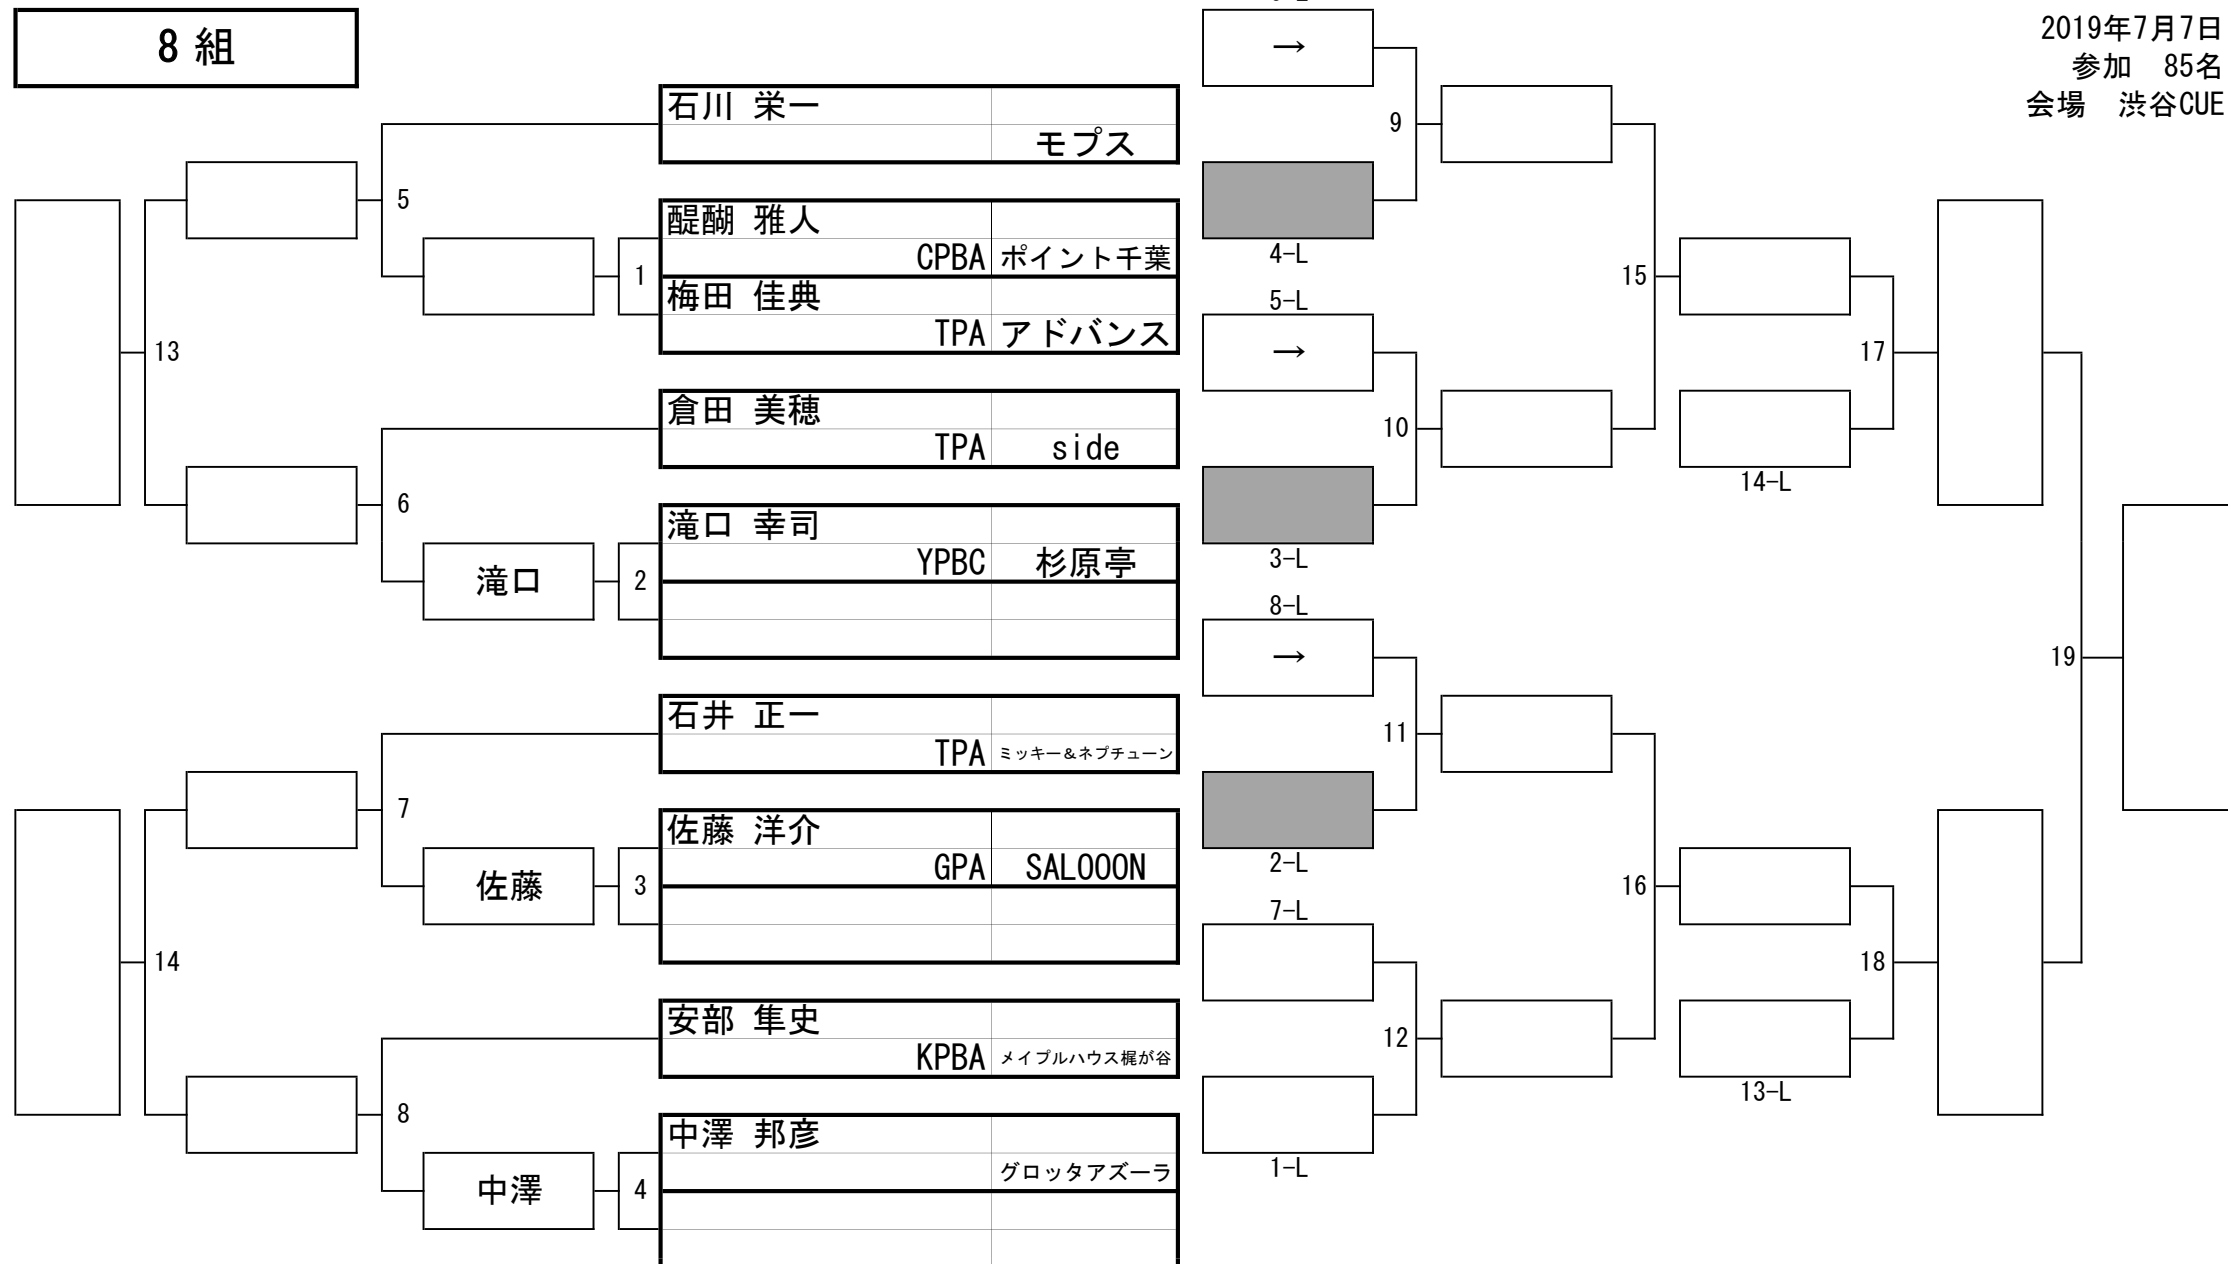 8 組
2019年7月7日
参加 85名
会場 渋谷CUE
石川 栄一
モプス
醍醐 雅人
CPBA ポイント千葉
梅田 佳典
TPA アドバンス
倉田 美穂
TPA side
滝口 幸司
YPBC 杉原亭
石井 正一
TPA ミッキー&ネプチューン
佐藤 洋介
GPA SALOOON
安部 隼史
KPBA メイプルハウス梶が谷
中澤 邦彦
グロッタアズーラ
5
1
13
6
滝口
2
7
佐藤
3
14
8
中澤
4
→
9
4-L
5-L
→
10
3-L
8-L
→
11
2-L
7-L
12
1-L
15
17
14-L
19
16
18
13-L